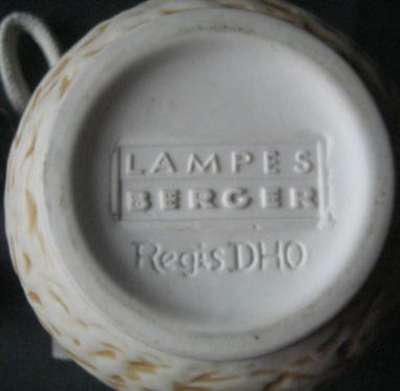 LAMPES
BERGER
Regis DHO